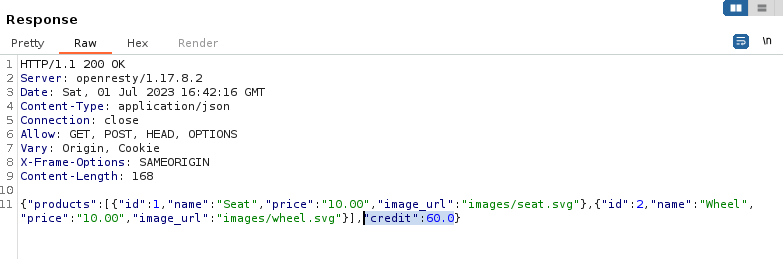 Response
Pretty Raw Hex Render \n
1 HTTP/1.1 200 OK
2 Server: openresty/1.17.8.2
3 Date: Sat, 01 Jul 2023 16:42:16 GMT
4 Content-Type: application/json
5 Connection: close
6 Allow: GET, POST, HEAD, OPTIONS
7 Vary: Origin, Cookie
8 X-Frame-Options: SAMEORIGIN
9 Content-Length: 168
10
11 {"products":[{"id":1,"name":"Seat","price":"10.00","image_url":"images/seat.svg"},{"id":2,"name":"Wheel",
"price":"10.00","image_url":"images/wheel.svg"}],"credit":60.0}